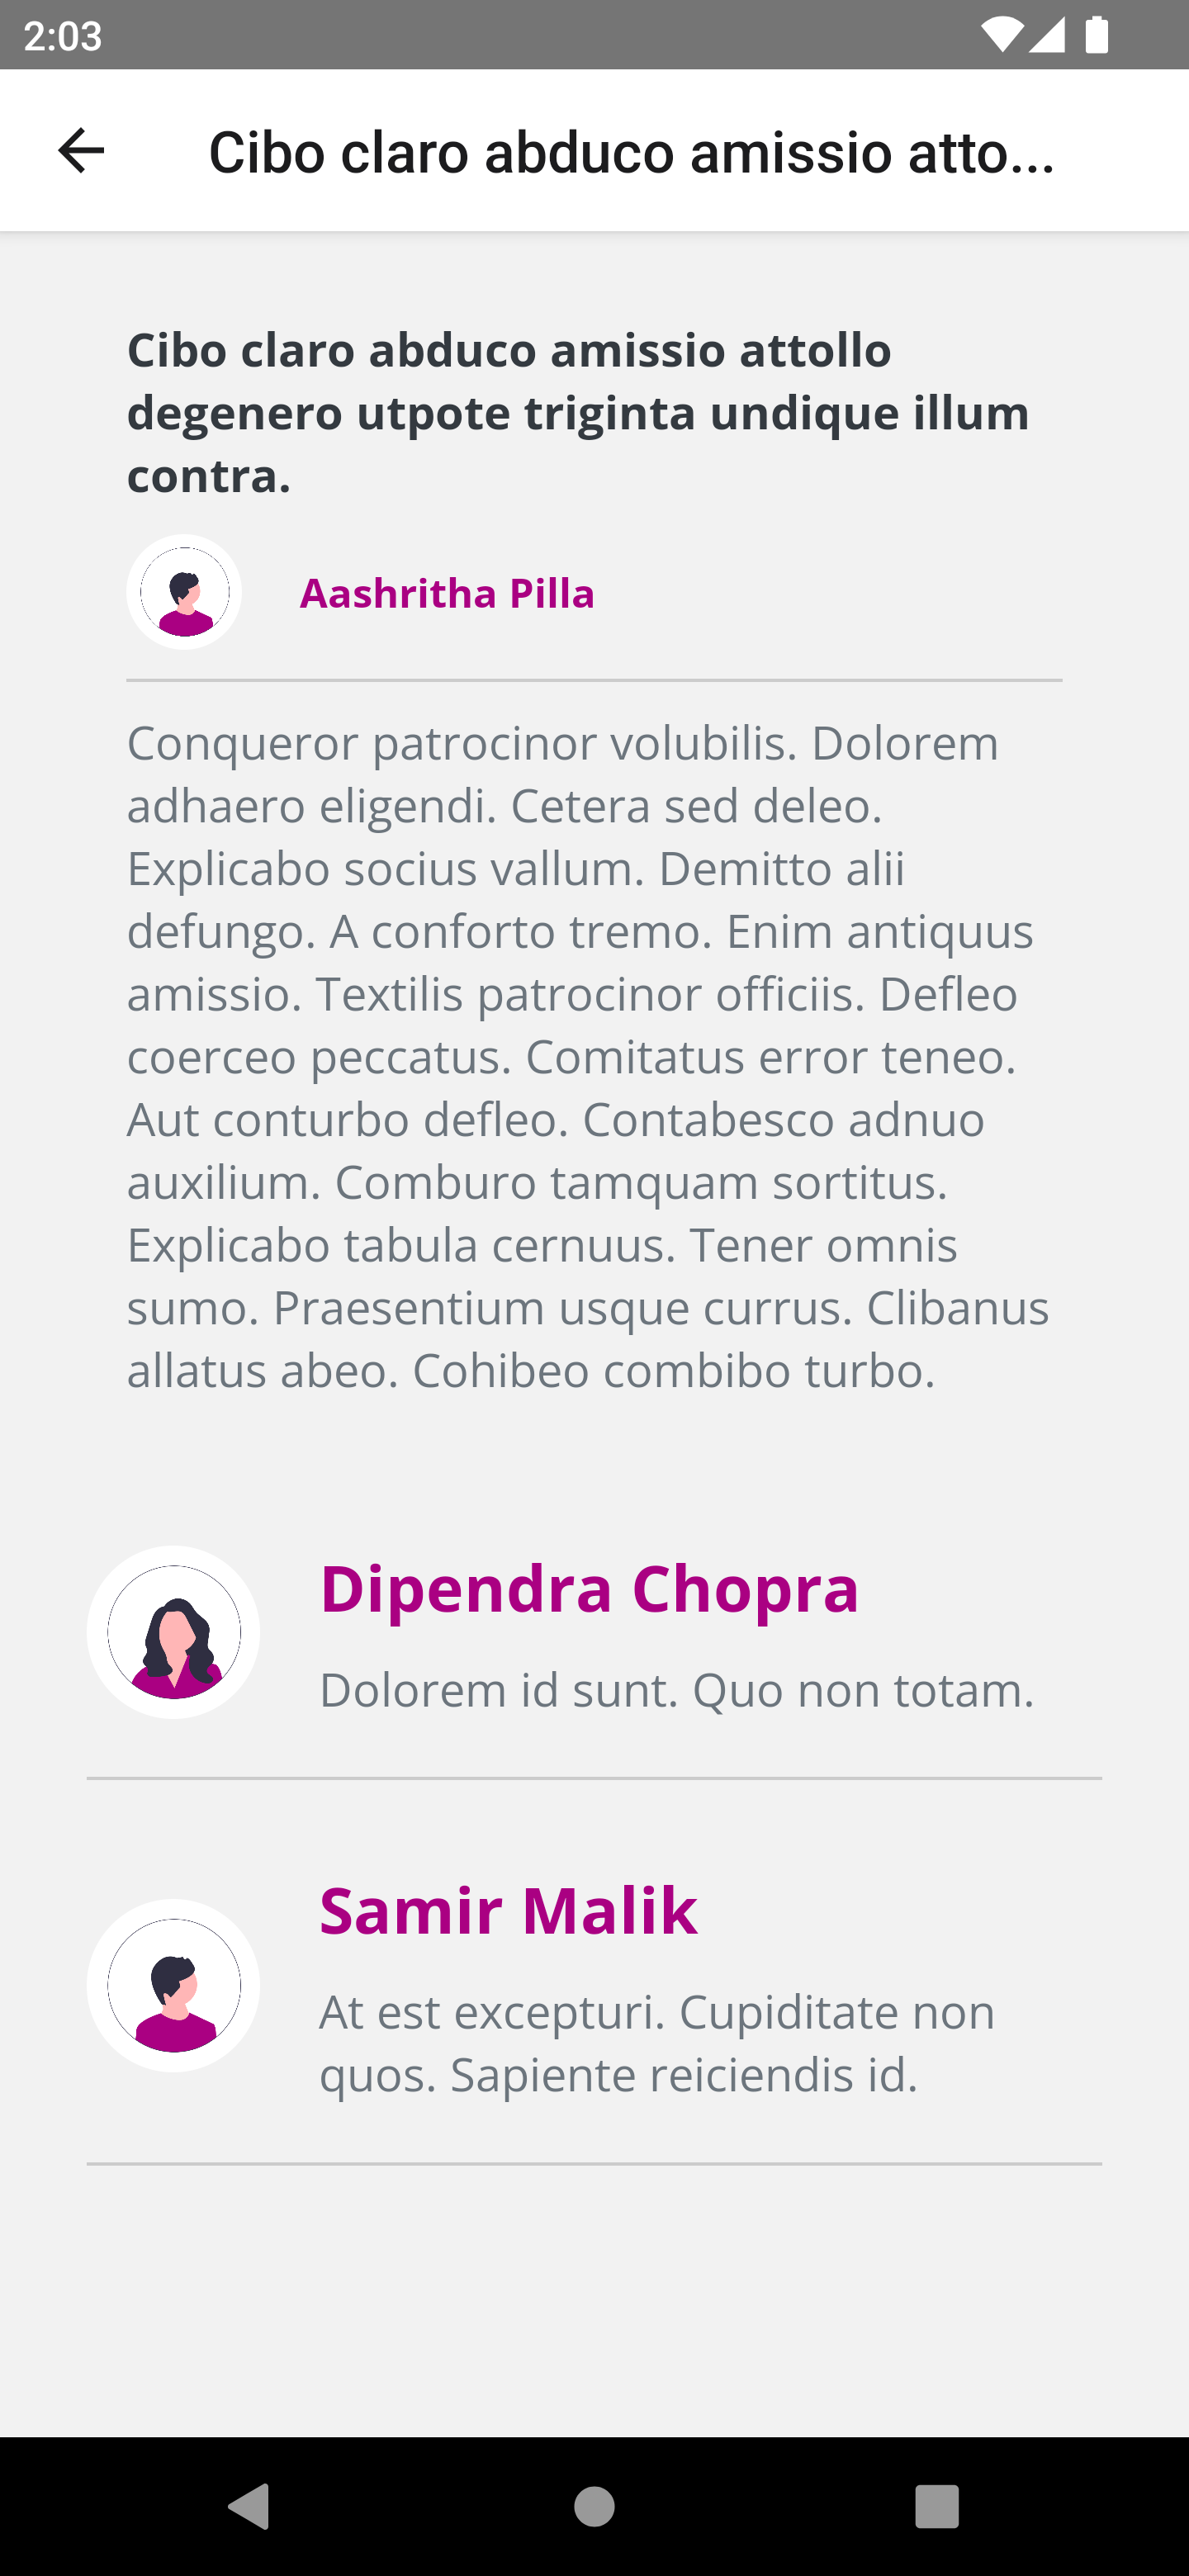 2:03
Cibo claro abduco amissio atto...
Cibo claro abduco amissio attollo
degenero utpote triginta undique illum
contra.
Aashritha Pilla
Conqueror patrocinor volubilis. Dolorem
adhaero eligendi. Cetera sed deleo.
Explicabo socius vallum. Demitto alii
defungo. A conforto tremo. Enim antiquus
amissio. Textilis patrocinor officiis. Defleo
coerceo peccatus. Comitatus error teneo.
Aut conturbo defleo. Contabesco adnuo
auxilium. Comburo tamquam sortitus.
Explicabo tabula cernuus. Tener omnis
sumo. Praesentium usque currus. Clibanus
allatus abeo. Cohibeo combibo turbo.
Dipendra Chopra
Dolorem id sunt. Quo non totam.
Samir Malik
At est excepturi. Cupiditate non
quos. Sapiente reiciendis id.